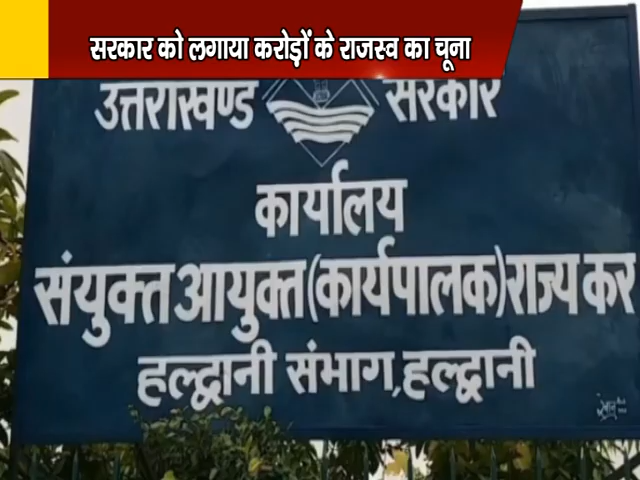 सरकार को लगाया करोड़ों के राजस्व का चूना
उत्तराखण्ड सरकार
कार्यालय
संयुक्त आयुक्त (कार्यपालक) राज्य कर
हल्द्वानी संभाग, हल्द्वानी